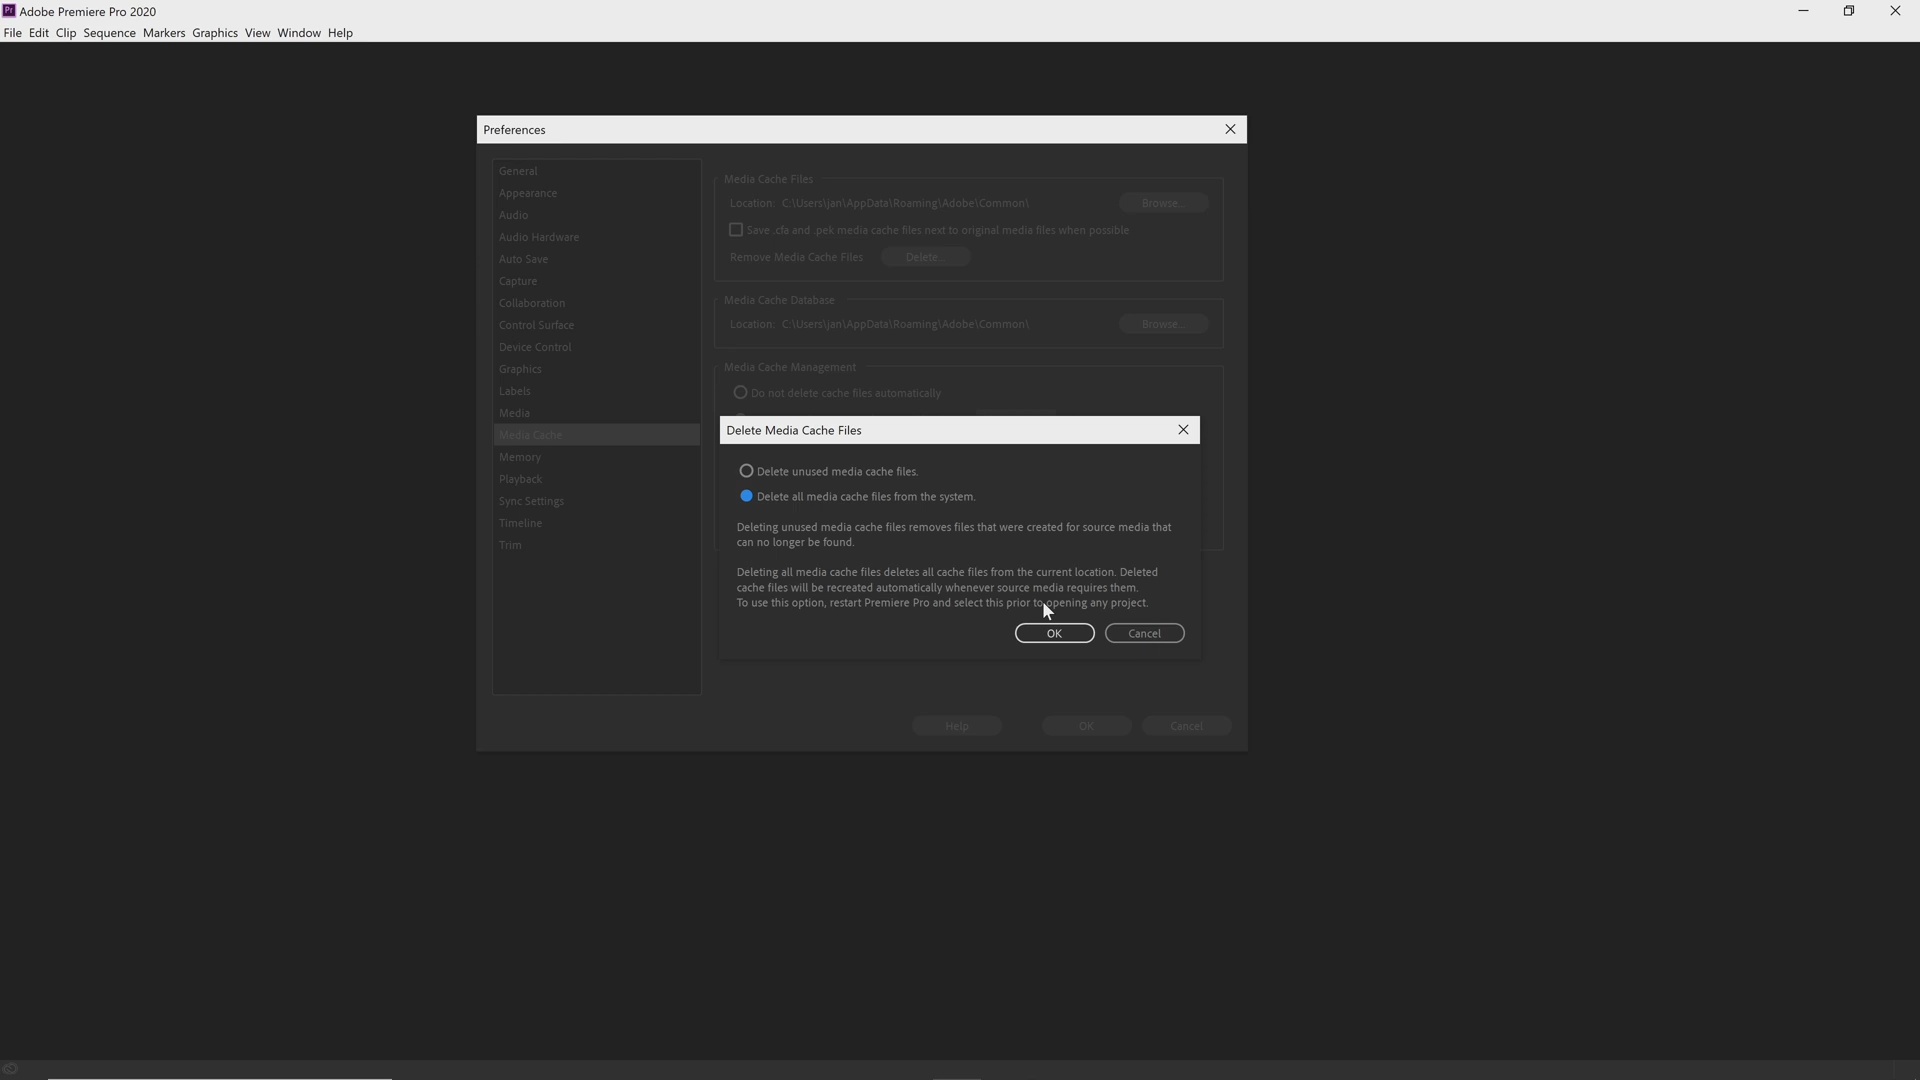 Pr Adobe Premiere Pro 2020
File Edit Clip Sequence Markers Graphics View Window Help
Preferences
General
Appearance
Audio
Audio Hardware
Auto Save
Capture
Collaboration
Control Surface
Device Control
Graphics
Labels
Media
Media Cache
Memory
Playback
Sync Settings
Timeline
Trim
Media Cache Files
Location: C:\Users\jan\AppData\Roaming\Adobe\Common\ Browse...
Save .cfa and .pek media cache files next to original media files when possible
Remove Media Cache Files Delete...
Media Cache Database
Location: C:\Users\jan\AppData\Roaming\Adobe\Common\ Browse...
Media Cache Management
Do not delete cache files automatically
Delete Media Cache Files
Delete unused media cache files.
Delete all media cache files from the system.
Deleting unused media cache files removes files that were created for source media that
can no longer be found.
Deleting all media cache files deletes all cache files from the current location. Deleted
cache files will be recreated automatically whenever source media requires them.
To use this option, restart Premiere Pro and select this prior to opening any project.
OK Cancel
Help OK Cancel